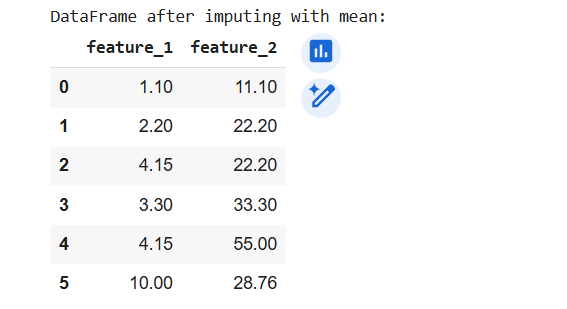 DataFrame after imputing with mean:
feature_1 feature_2
0 1.10 11.10
1 2.20 22.20
2 4.15 22.20
3 3.30 33.30
4 4.15 55.00
5 10.00 28.76